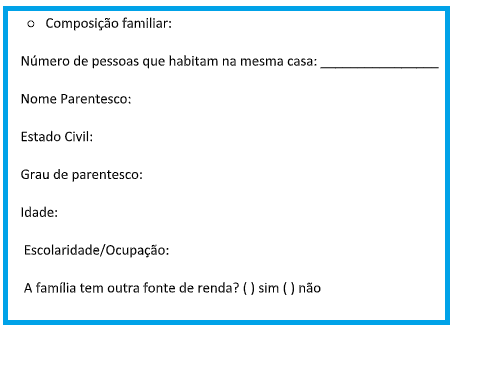 o Composição familiar:
Número de pessoas que habitam na mesma casa: _________________
Nome Parentesco:
Estado Civil:
Grau de parentesco:
Idade:
Escolaridade/Ocupação:
A família tem outra fonte de renda? ( ) sim ( ) não